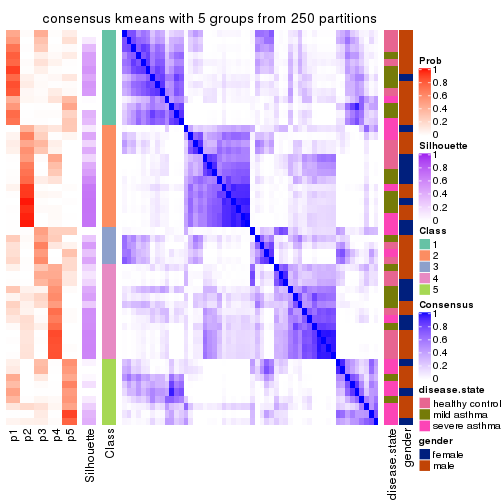 consensus kmeans with 5 groups from 250 partitions
Prob
1
0.8
0.6
0.4
0.2
0
Silhouette
1
0.8
0.6
0.4
0.2
0
Class
1
2
3
4
5
Consensus
1
0.8
0.6
0.4
0.2
0
disease.state
healthy control
mild asthma
severe asthma
gender
female
male
p1
p2
p3
p4
p5
Silhouette
Class
disease.state
gender